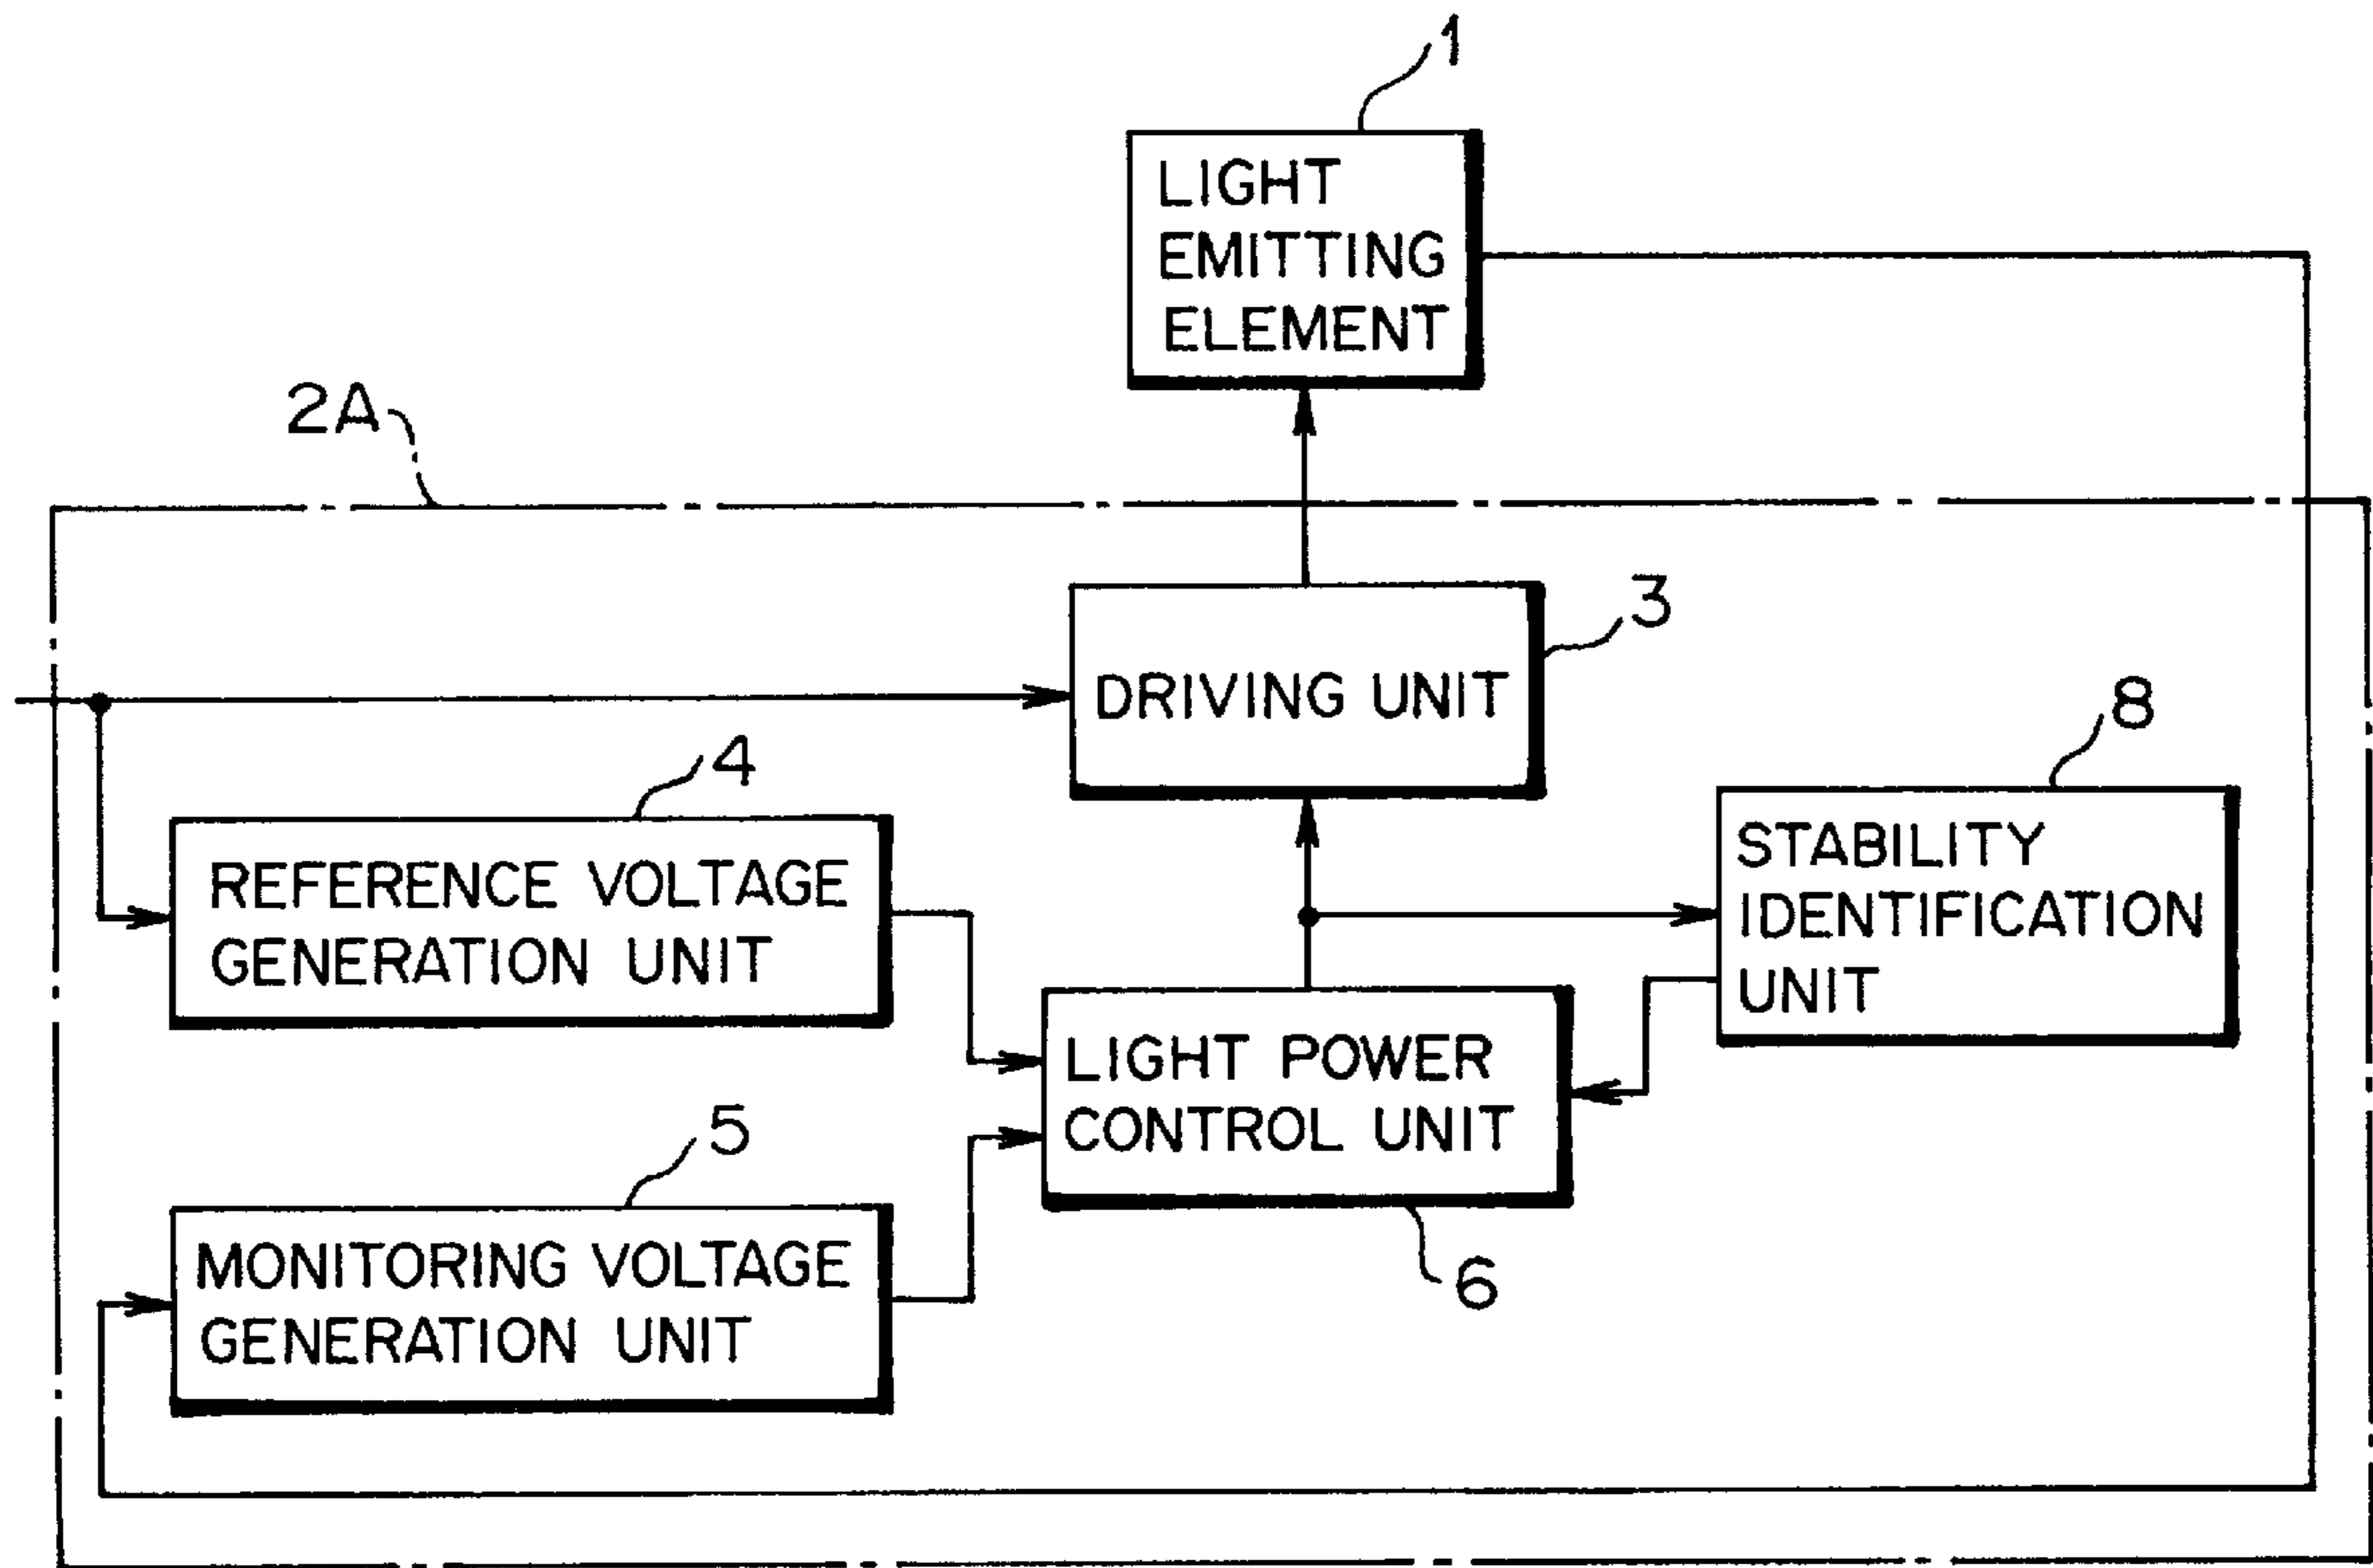 1
LIGHT
EMITTING
ELEMENT
2A
3
DRIVING UNIT
8
4
STABILITY
IDENTIFICATION
UNIT
REFERENCE VOLTAGE
GENERATION UNIT
LIGHT POWER
CONTROL UNIT
5
6
MONITORING VOLTAGE
GENERATION UNIT